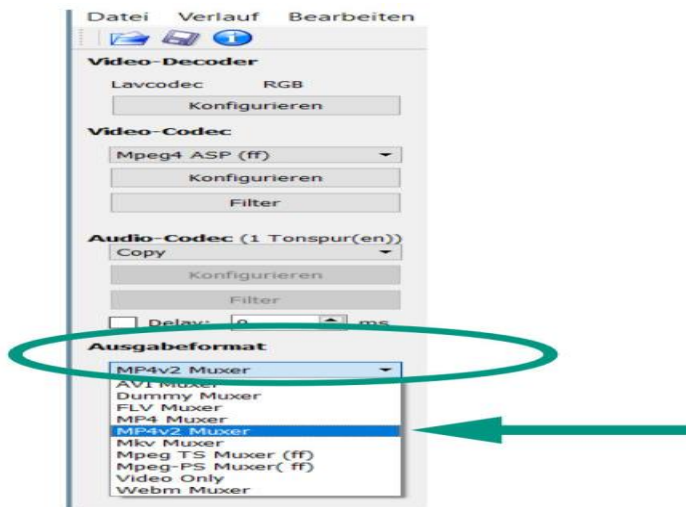 Datei Verlauf Bearbeiten
Video-Decoder
Lavcodec RGB
Konfigurieren
Video-Codec
Mpeg4 ASP (ff)
Konfigurieren
Filter
Audio-Codec (1 Tonspur(en))
Copy
Konfigurieren
Filter
Delay: 0 ms
Ausgabeformat
MP4v2 Muxer
AVI Muxer
Dummy Muxer
FLV Muxer
MP4 Muxer
MP4v2 Muxer
Mkv Muxer
Mpeg TS Muxer (ff)
Mpeg-PS Muxer( ff)
Video Only
Webm Muxer